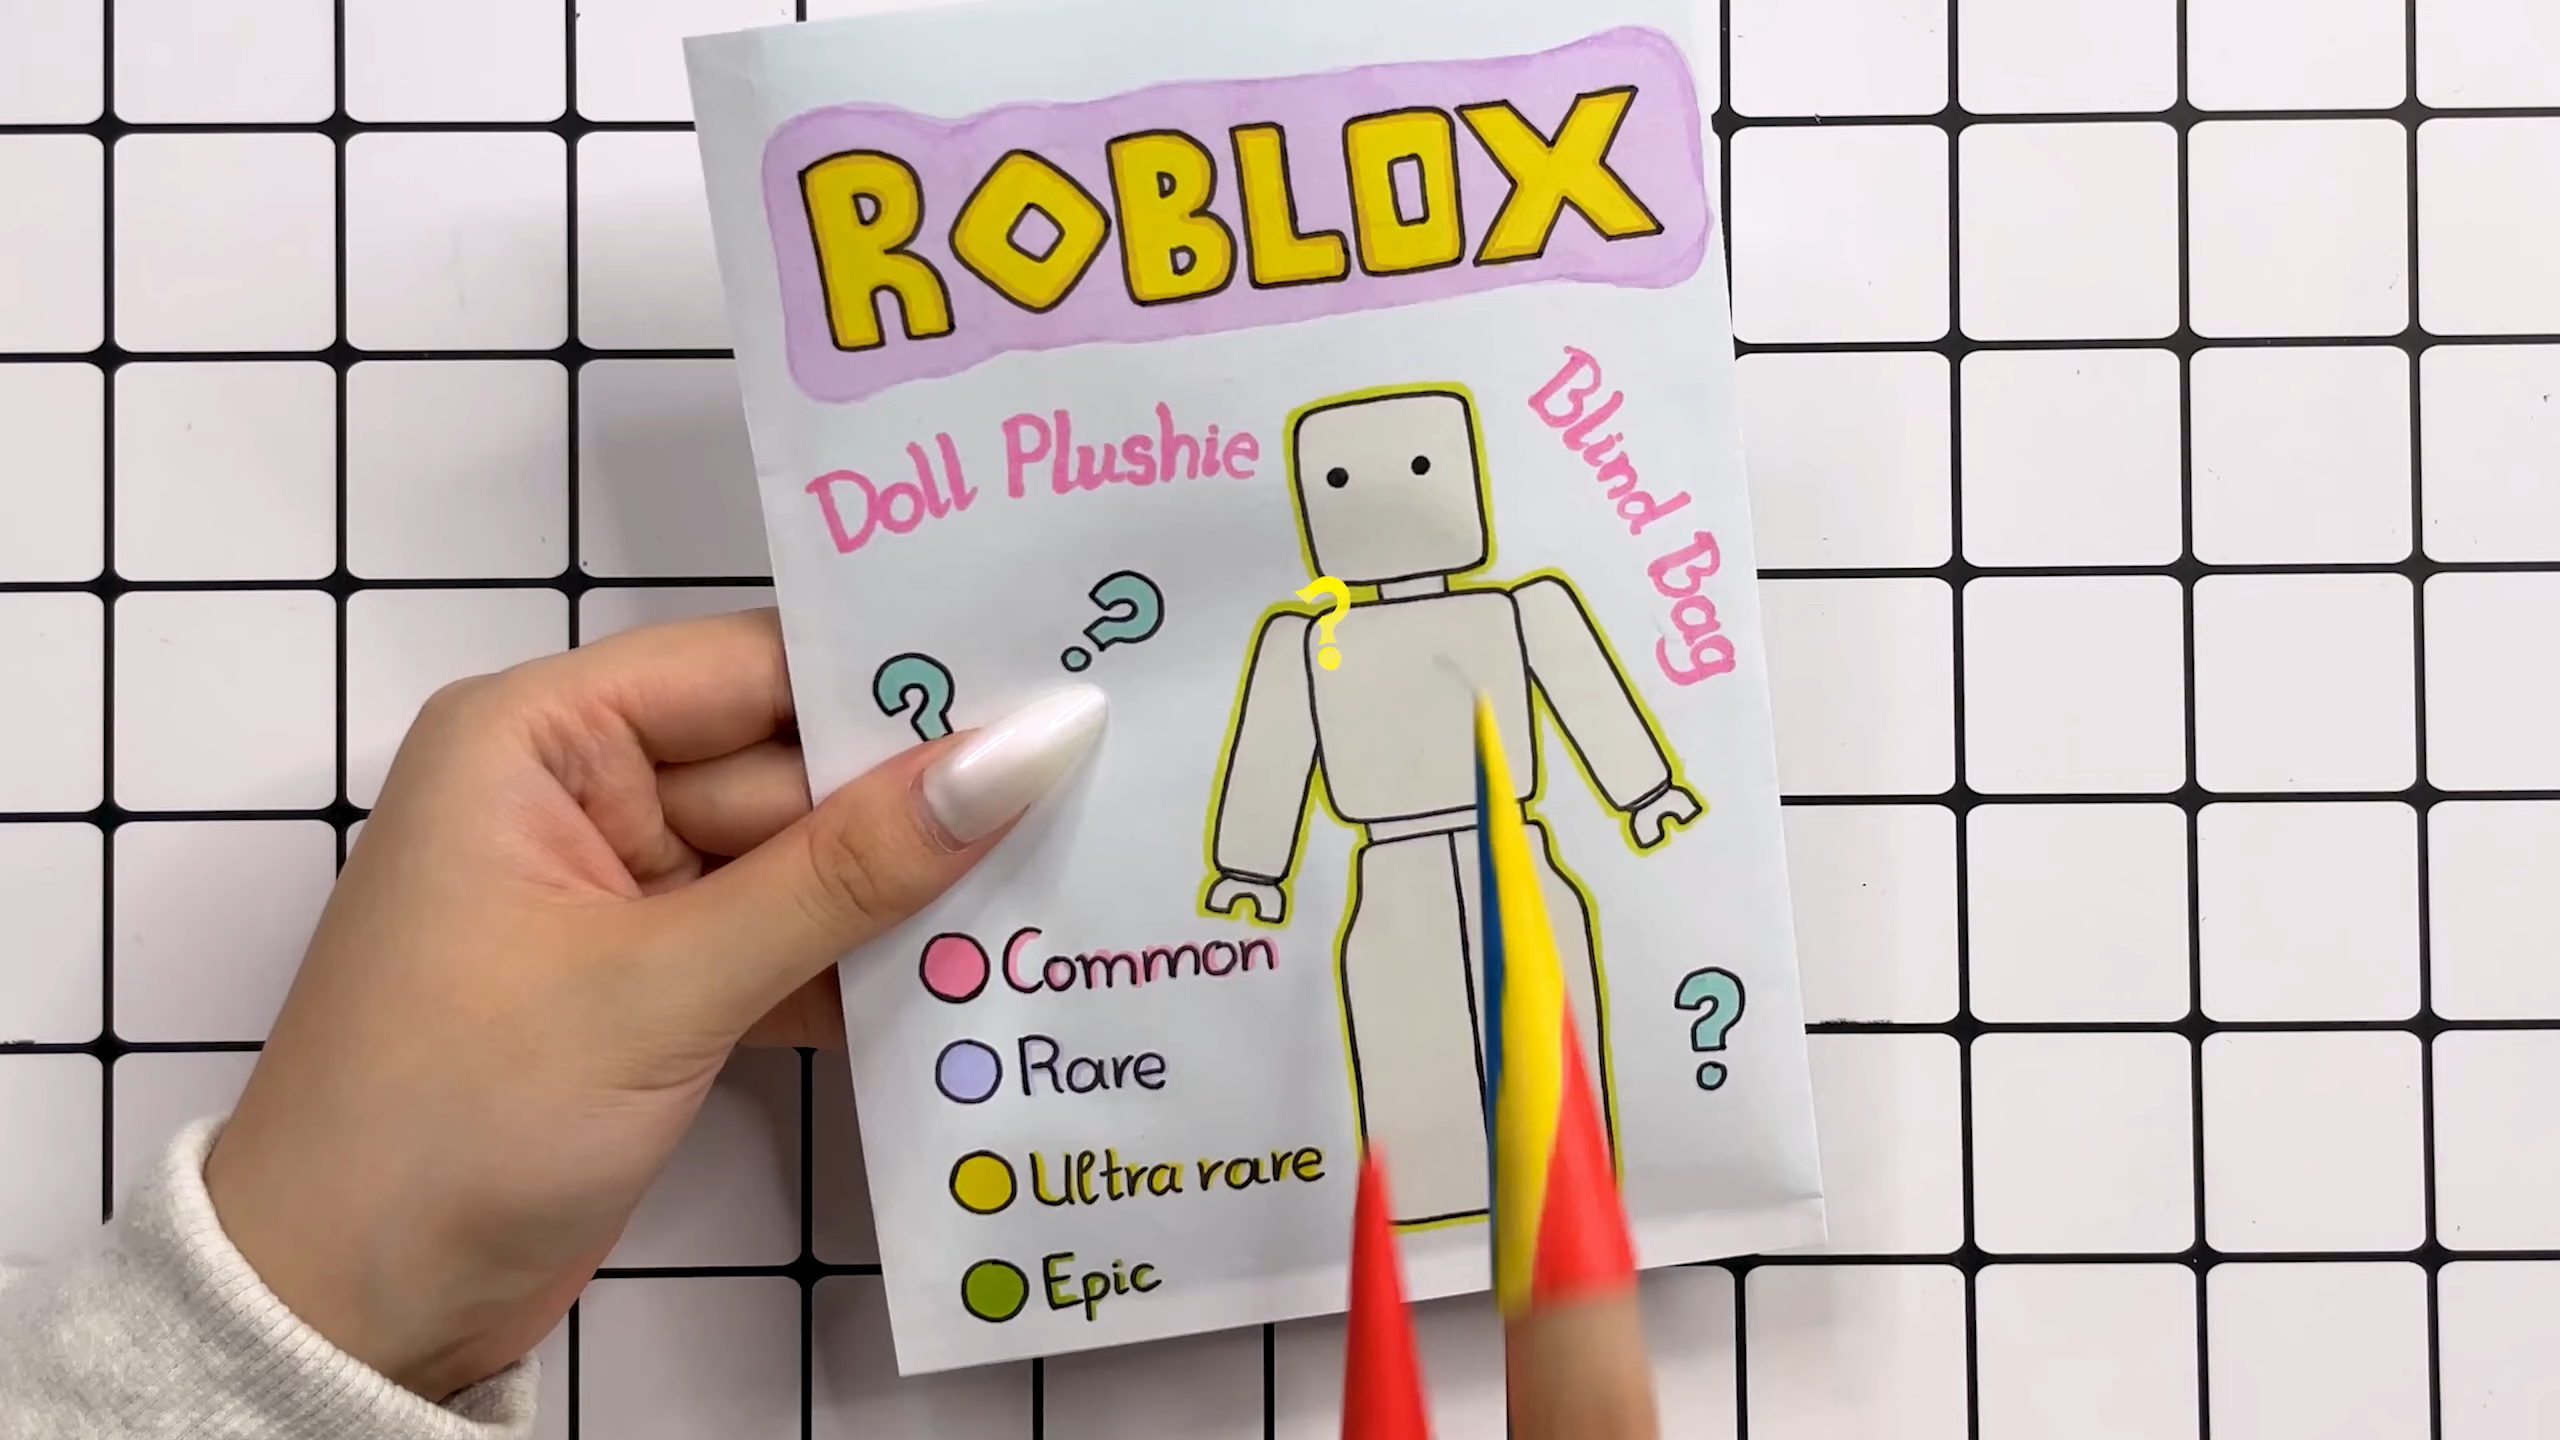 ROBLOX
Doll Plushie
Blind Bag
? ?
?
Common
Rare
?
Ultra rare
Epic